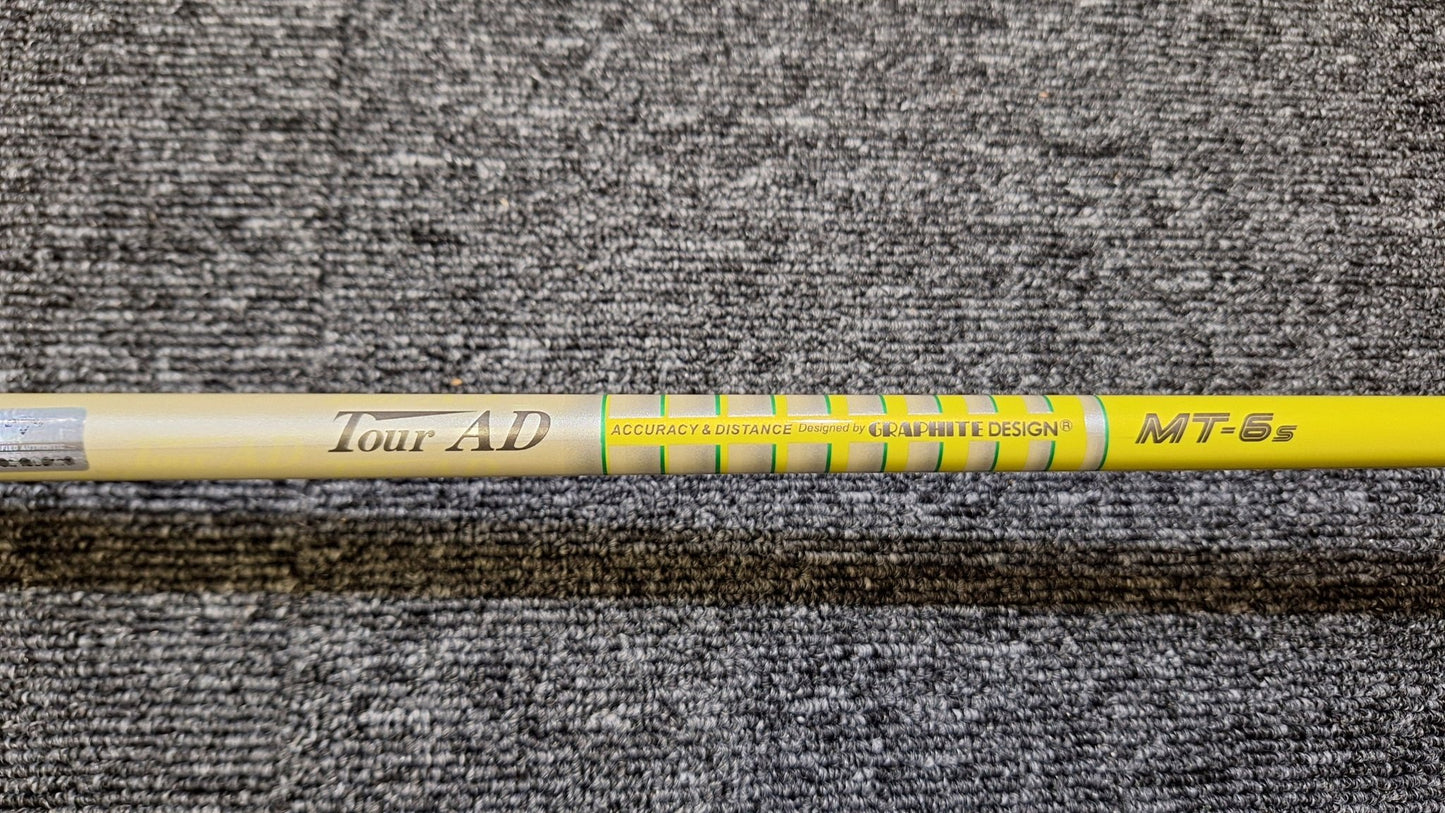 Tour AD
ACCURACY & DISTANCE Designed by GRAPHITE DESIGN®
MT-6s